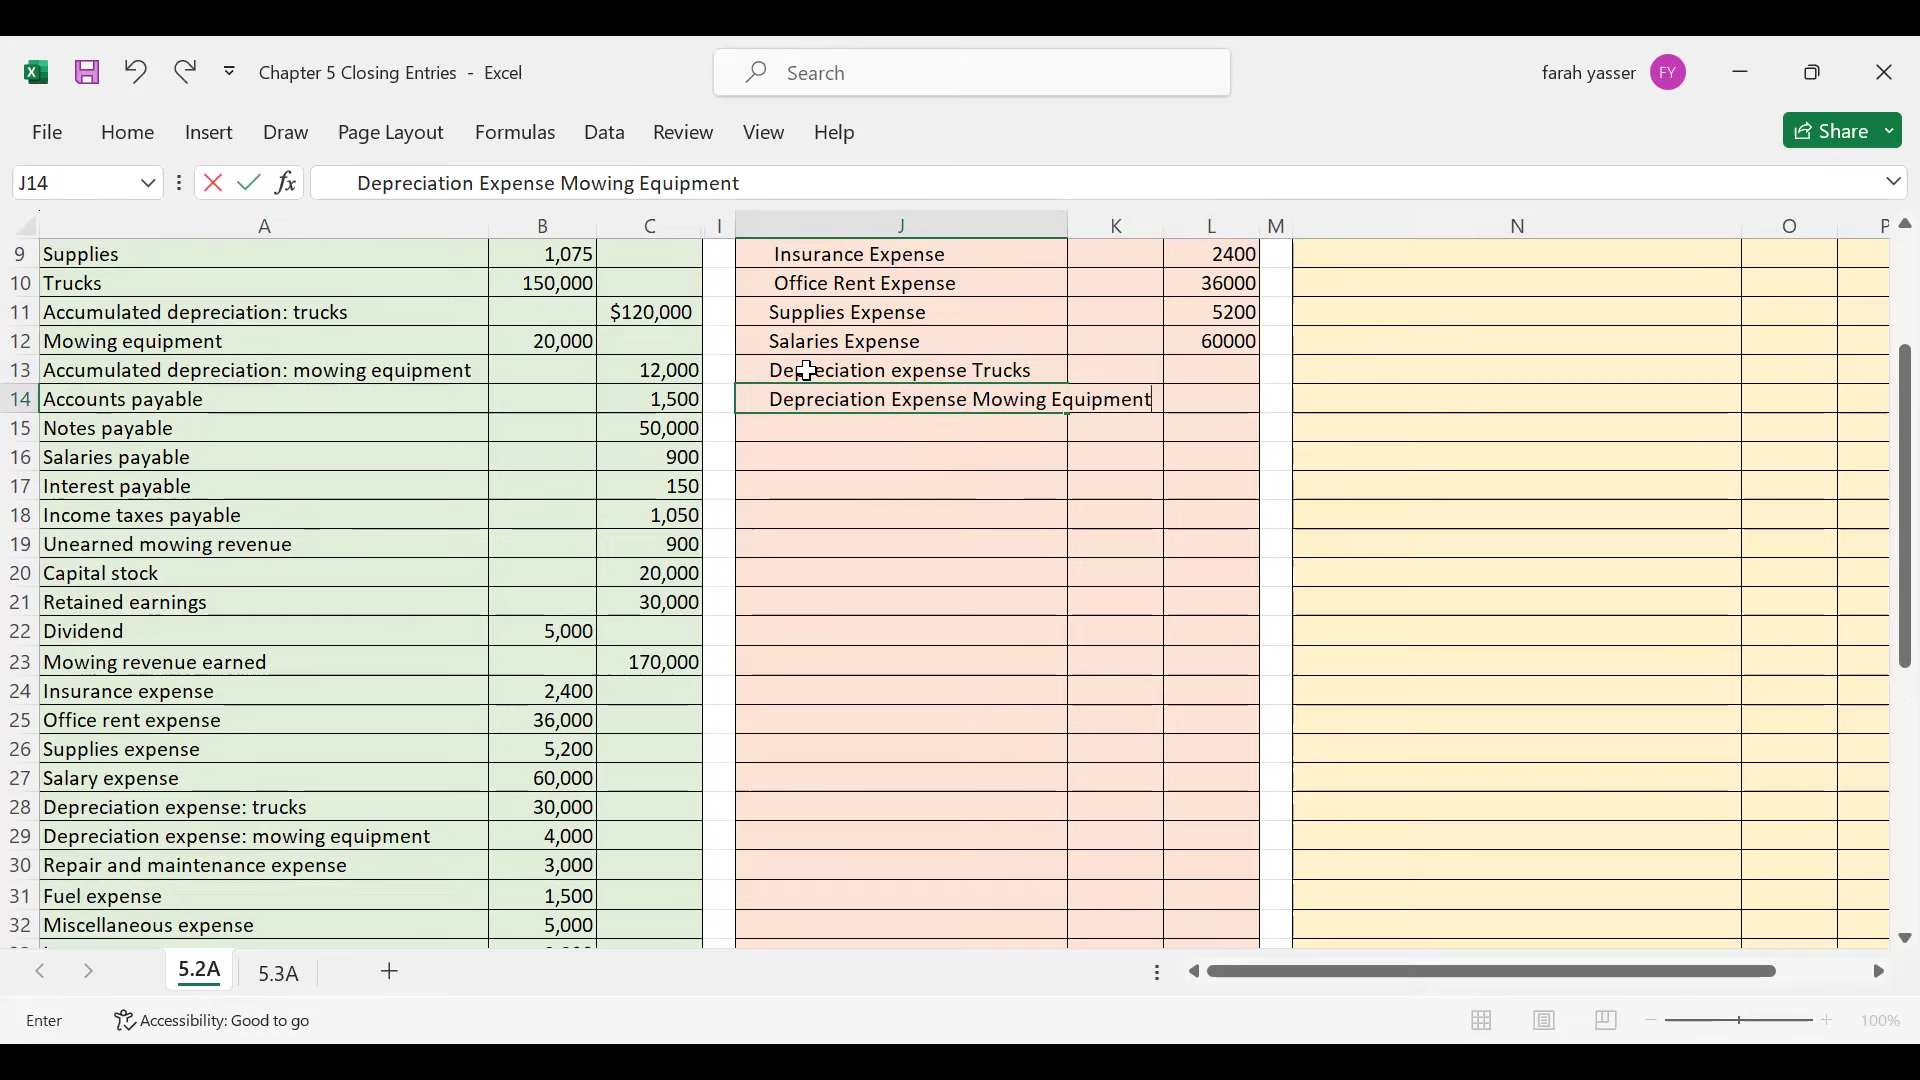 Chapter 5 Closing Entries - Excel
Search
farah yasser FY
File Home Insert Draw Page Layout Formulas Data Review View Help
Share
J14 fx Depreciation Expense Mowing Equipment
A B C I J K L M N O P
9 Supplies 1,075 Insurance Expense 2400
10 Trucks 150,000 Office Rent Expense 36000
11 Accumulated depreciation: trucks $120,000 Supplies Expense 5200
12 Mowing equipment 20,000 Salaries Expense 60000
13 Accumulated depreciation: mowing equipment 12,000 Depreciation expense Trucks
14 Accounts payable 1,500 Depreciation Expense Mowing Equipment
15 Notes payable 50,000
16 Salaries payable 900
17 Interest payable 150
18 Income taxes payable 1,050
19 Unearned mowing revenue 900
20 Capital stock 20,000
21 Retained earnings 30,000
22 Dividend 5,000
23 Mowing revenue earned 170,000
24 Insurance expense 2,400
25 Office rent expense 36,000
26 Supplies expense 5,200
27 Salary expense 60,000
28 Depreciation expense: trucks 30,000
29 Depreciation expense: mowing equipment 4,000
30 Repair and maintenance expense 3,000
31 Fuel expense 1,500
32 Miscellaneous expense 5,000
5.2A 5.3A
Enter Accessibility: Good to go 100%